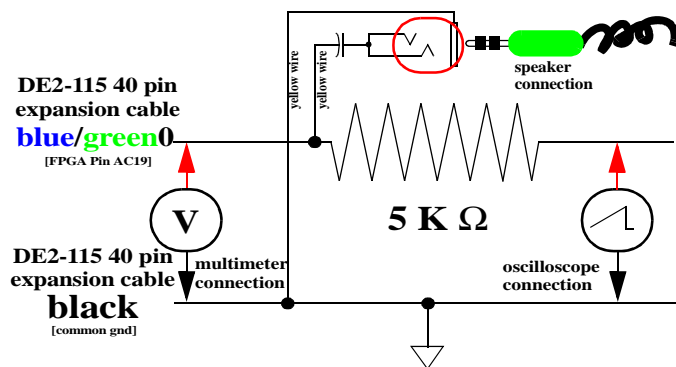 DE2-115 40 pin
expansion cable
blue/green0
[FPGA Pin AC19]
yellow wire
yellow wire
speaker
connection
5 K Ω
V
DE2-115 40 pin
expansion cable
black
[common gnd]
multimeter
connection
oscilloscope
connection